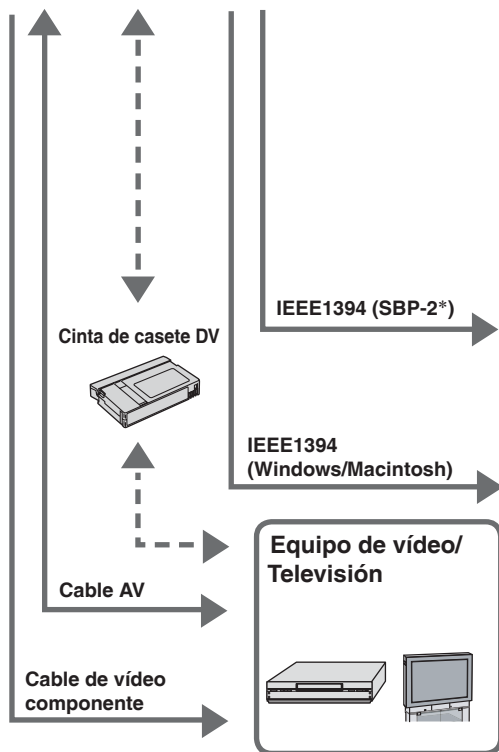 IEEE1394 (SBP-2*)
Cinta de casete DV
IEEE1394
(Windows/Macintosh)
Equipo de vídeo/
Televisión
Cable AV
Cable de vídeo
componente